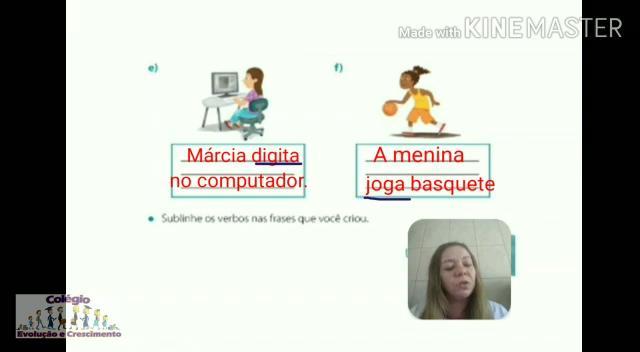 Made with KINEMASTER
e)
f)
Márcia digita
no computador.
A menina
joga basquete
Sublinhe os verbos nas frases que você criou.
Colégio
Evolução e Crescimento